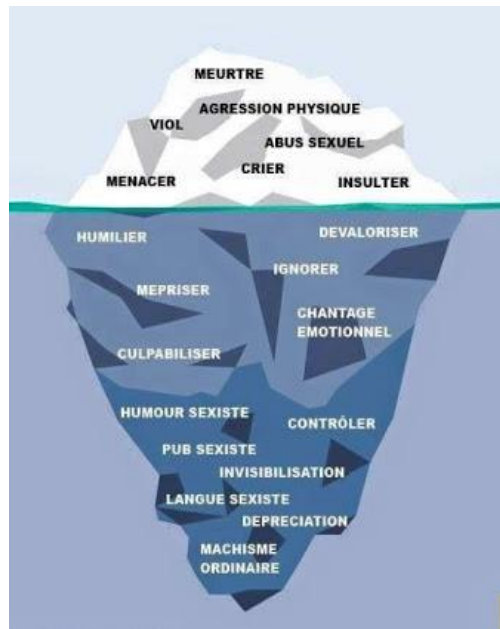 MEURTRE
AGRESSION PHYSIQUE
VIOL
ABUS SEXUEL
CRIER
MENACER
INSULTER
HUMILIER
DEVALORISER
IGNORER
MEPRISER
CHANTAGE
EMOTIONNEL
CULPABILISER
HUMOUR SEXISTE
CONTRÔLER
PUB SEXISTE
INVISIBILISATION
LANGUE SEXISTE
DEPRECIATION
MACHISME
ORDINAIRE